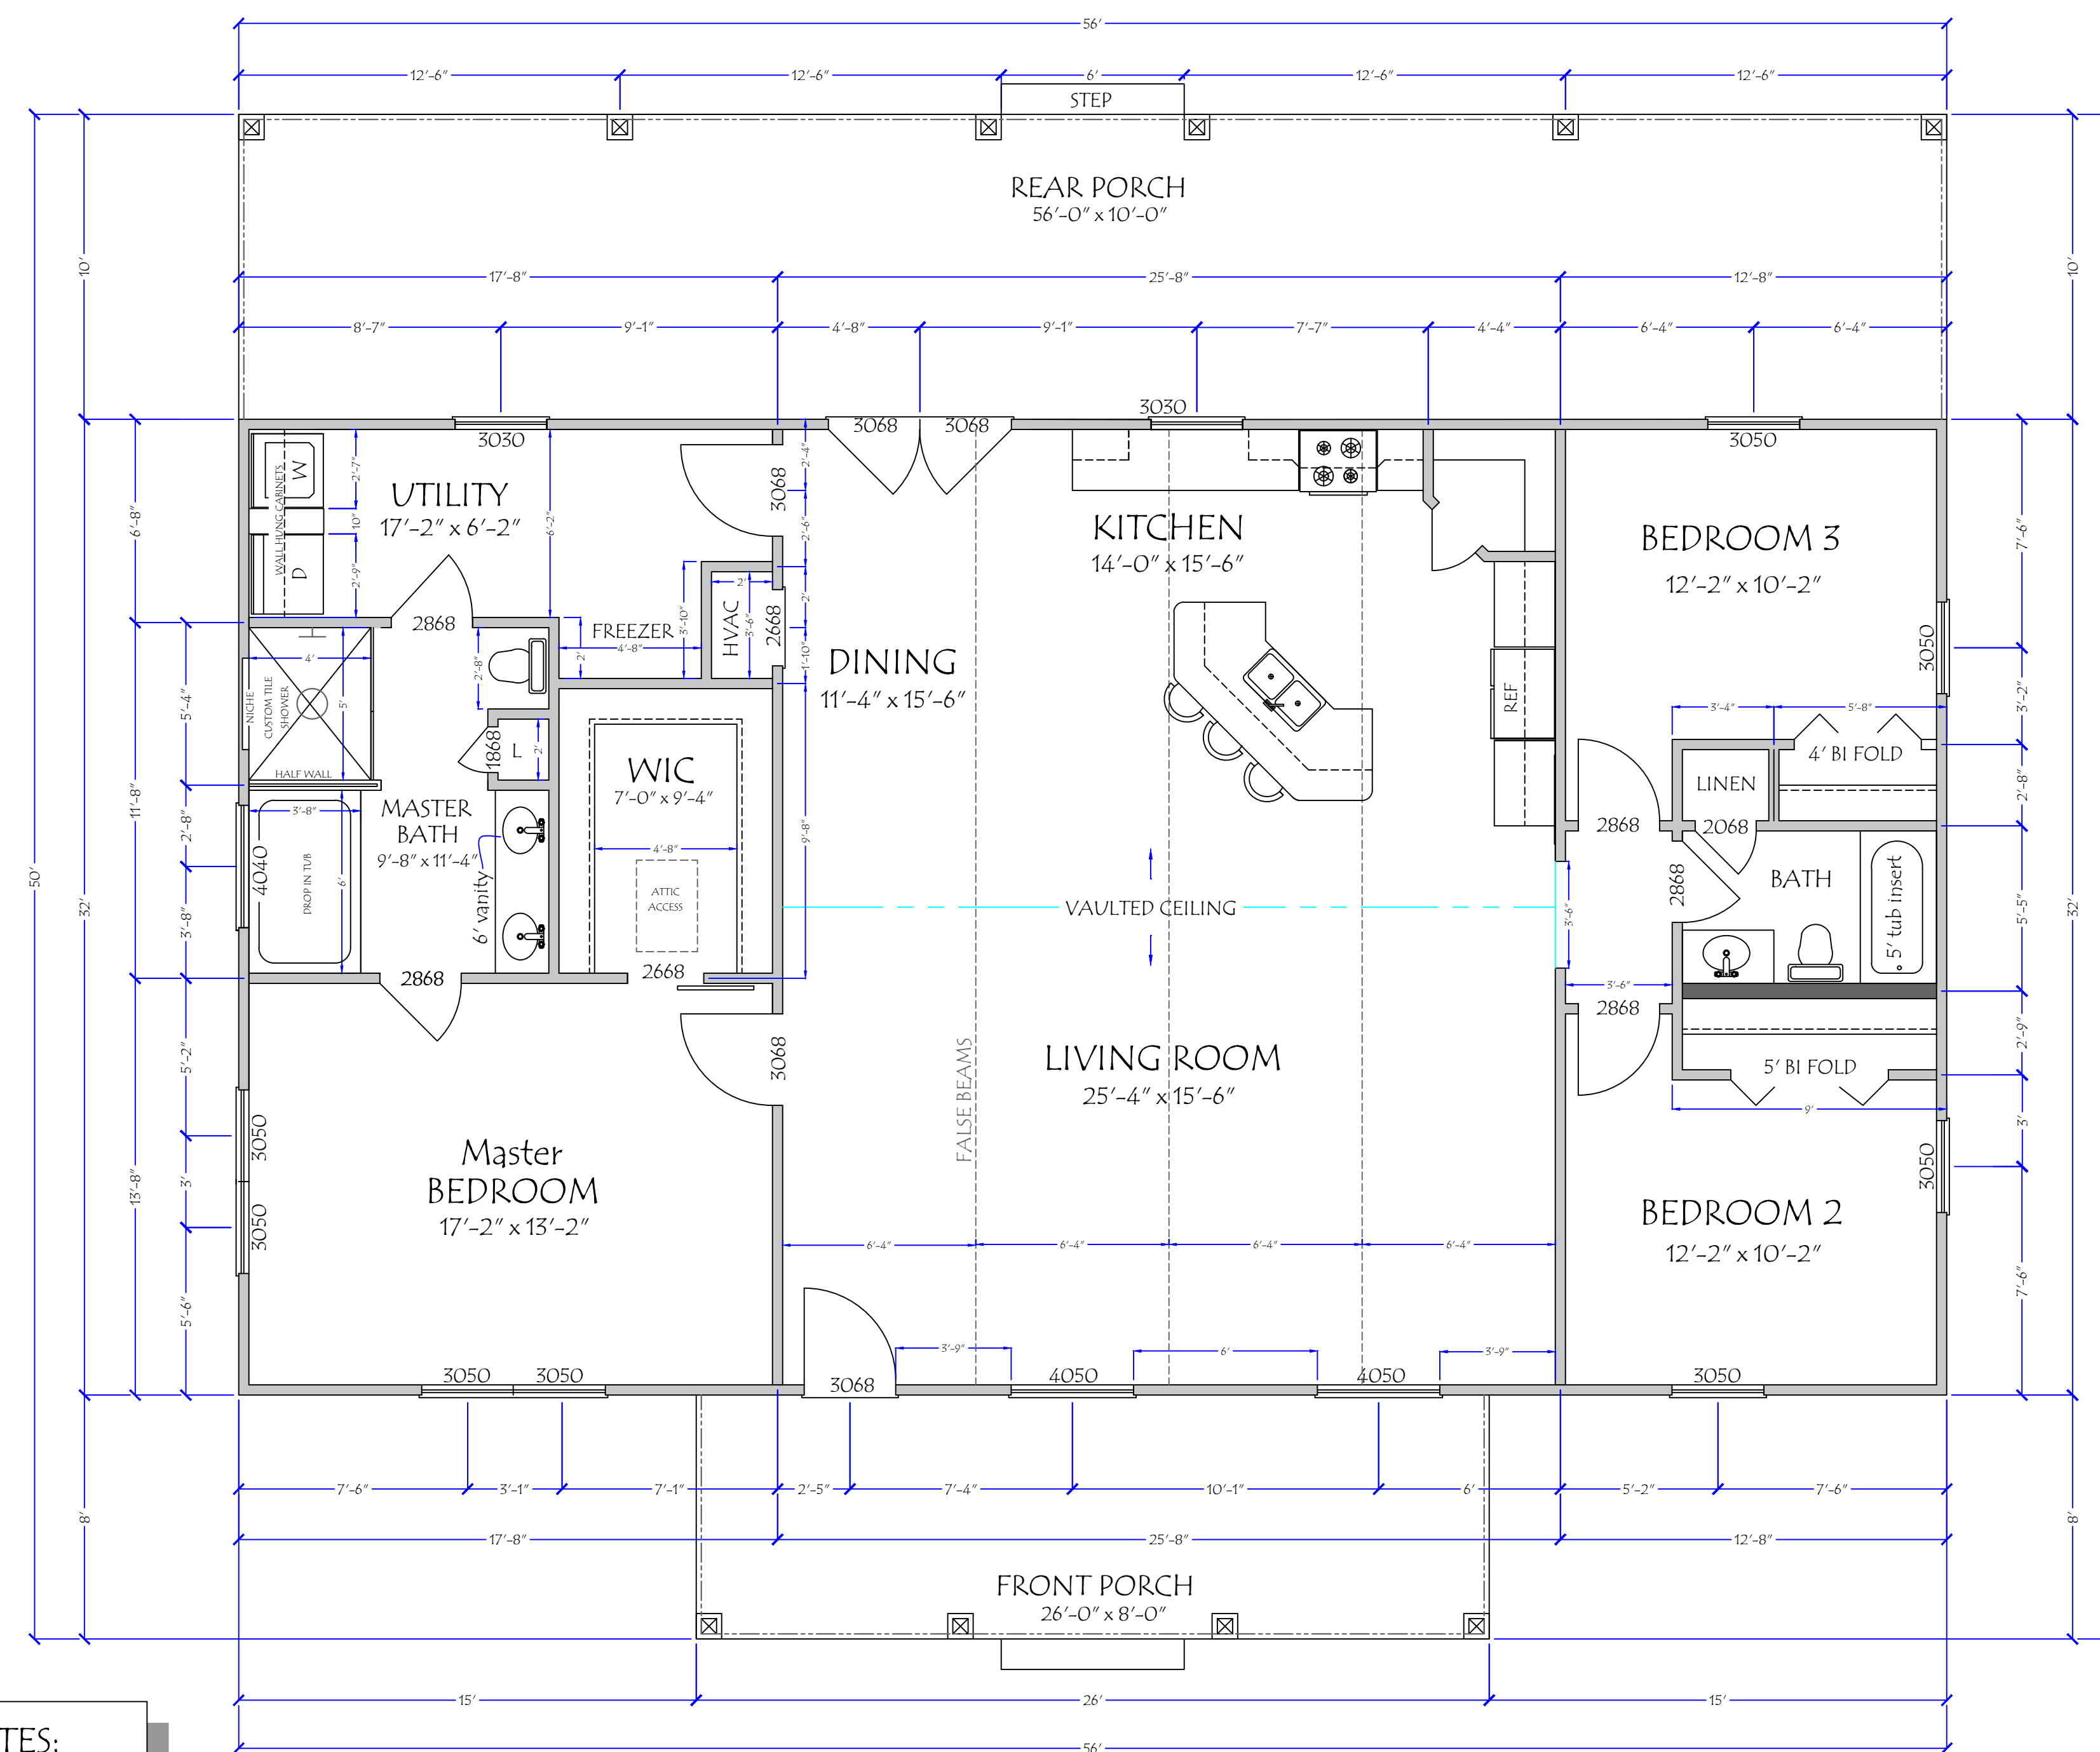 56'
12'-6" 12'-6" 6' 12'-6" 12'-6"
STEP
REAR PORCH
56'-0" x 10'-0"
10' 10'
17'-8" 25'-8" 12'-8"
8'-7" 9'-1" 4'-8" 9'-1" 7'-7" 4'-4" 6'-4" 6'-4"
3030 3068 3068 3030 3050
WALL HUNG CABINETS
W
D
2'-7"
10"
2'-9"
UTILITY
17'-2" x 6'-2"
6'-2"
3068
2'-4"
2'-6"
2'
1'-10"
9'-8"
KITCHEN
14'-0" x 15'-6"
BEDROOM 3
12'-2" x 10'-2"
3050
6'-8"
11'-8"
13'-8"
5'-4"
2'-8"
3'-8"
5'-2"
3'
5'-6"
50'
32'
8'
2868
FREEZER
4'-8"
2'
3'-10"
2'
HVAC
3'-6"
2668
DINING
11'-4" x 15'-6"
REF
4'
5'
NICHE
CUSTOM TILE
SHOWER
HALF WALL
2'-8"
1868
L
2'
WIC
7'-0" x 9'-4"
4'-8"
ATTIC
ACCESS
2668
MASTER
BATH
9'-8" x 11'-4"
3'-8"
4040
DROP IN TUB
6'
6' vanity
2868
VAULTED CEILING
3'-6"
3'-4" 5'-8"
4' BI FOLD
LINEN
2868
2068
2868
BATH
5' tub insert
3'-6"
2868
5' BI FOLD
9'
7'-6"
3'-2"
2'-8"
5'-5"
2'-9"
3'
7'-6"
32'
8'
3068
FALSE BEAMS
LIVING ROOM
25'-4" x 15'-6"
3050
3050
Master
BEDROOM
17'-2" x 13'-2"
3050
BEDROOM 2
12'-2" x 10'-2"
6'-4" 6'-4" 6'-4" 6'-4"
3'-9" 6' 3'-9"
3050 3050 3068 4050 4050 3050
7'-6" 3'-1" 7'-1" 2'-5" 7'-4" 10'-1" 6' 5'-2" 7'-6"
17'-8" 25'-8" 12'-8"
FRONT PORCH
26'-0" x 8'-0"
15' 26' 15'
56'
TES: